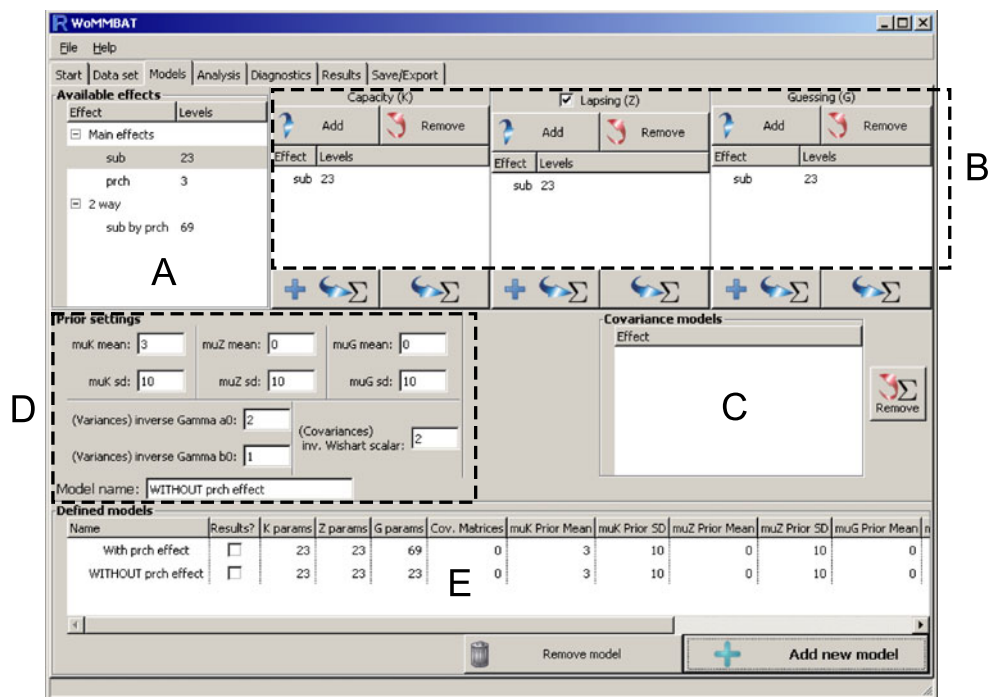 WoMMBAT
File Help
Start Data set Models Analysis Diagnostics Results Save/Export
Available effects
Effect Levels
Main effects
sub 23
prch 3
2 way
sub by prch 69
A
Capacity (K)
Add Remove
Effect Levels
sub 23
Lapsing (Z)
Add Remove
Effect Levels
sub 23
Guessing (G)
Add Remove
Effect Levels
sub 23
B
Σ Σ Σ Σ Σ Σ
Prior settings
muK mean: 3 muZ mean: 0 muG mean: 0
muK sd: 10 muZ sd: 10 muG sd: 10
(Variances) inverse Gamma a0: 2
(Variances) inverse Gamma b0: 1
(Covariances)
inv. Wishart scalar: 2
Model name: WITHOUT prch effect
D
Covariance models
Effect
C
Σ
Remove
Defined models
Name Results? K params Z params G params Cov. Matrices muK Prior Mean muK Prior SD muZ Prior Mean muZ Prior SD muG Prior Mean
With prch effect 23 23 69 0 3 10 0 10 0
WITHOUT prch effect 23 23 23 0 3 10 0 10 0
E
Remove model Add new model